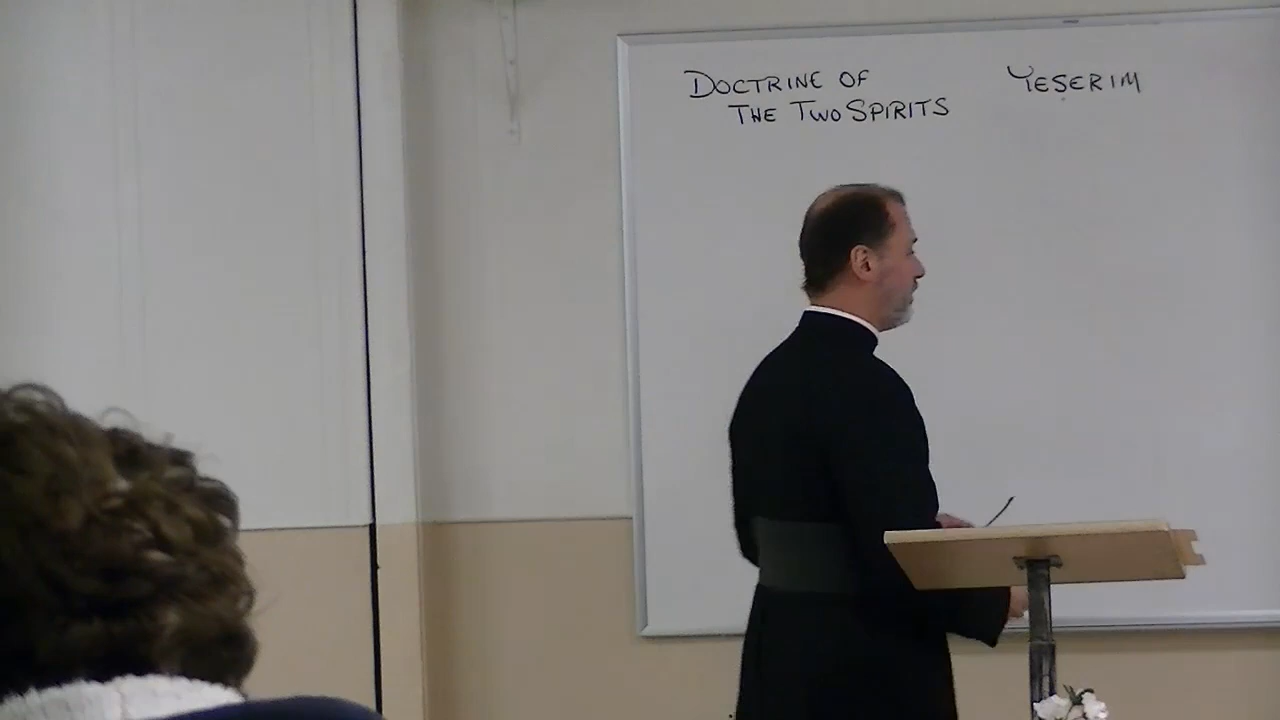 DOCTRINE OF
THE TWO SPIRITS
YESERIM